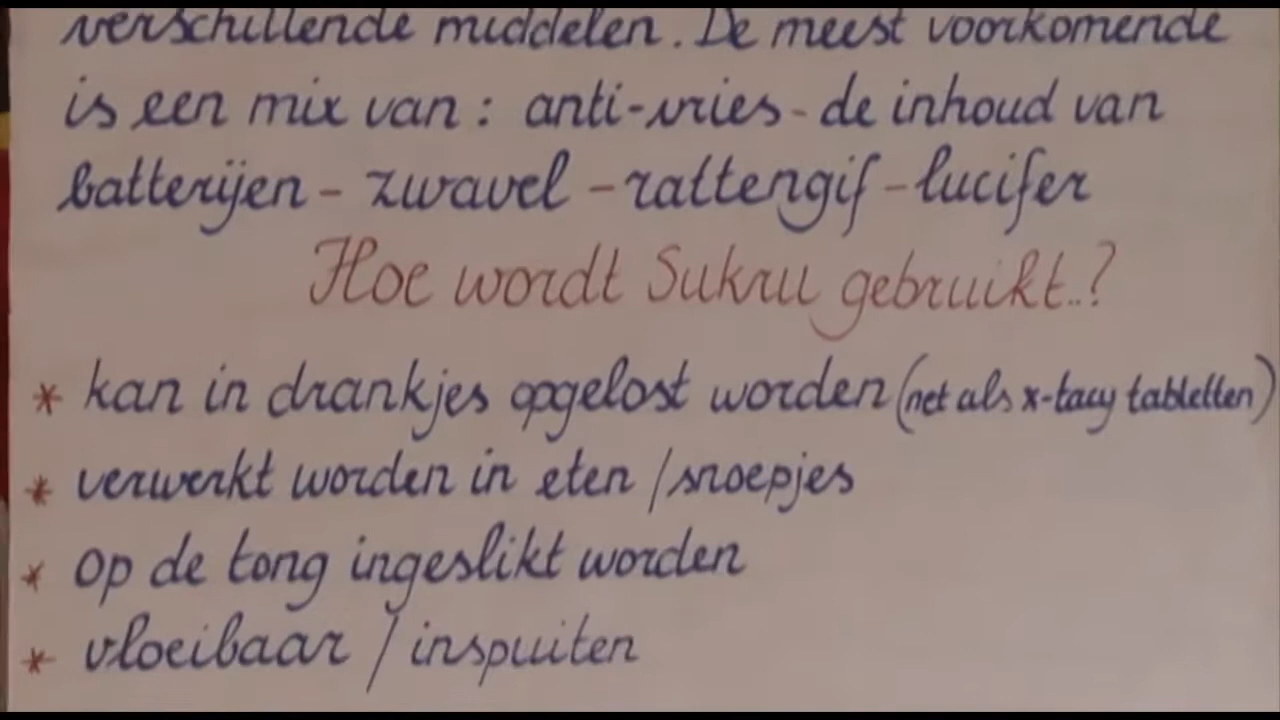 verschillende middelen. De meest voorkomende
is een mix van: anti-vries - de inhoud van
batterijen - zwavel - rattengif - lucifer
Hoe wordt Sukru gebruikt..?
* kan in drankjes opgelost worden (net als x-tacy tabletten)
* verwerkt worden in eten / snoepjes
* op de tong ingeslikt worden
* vloeibaar / inspuiten